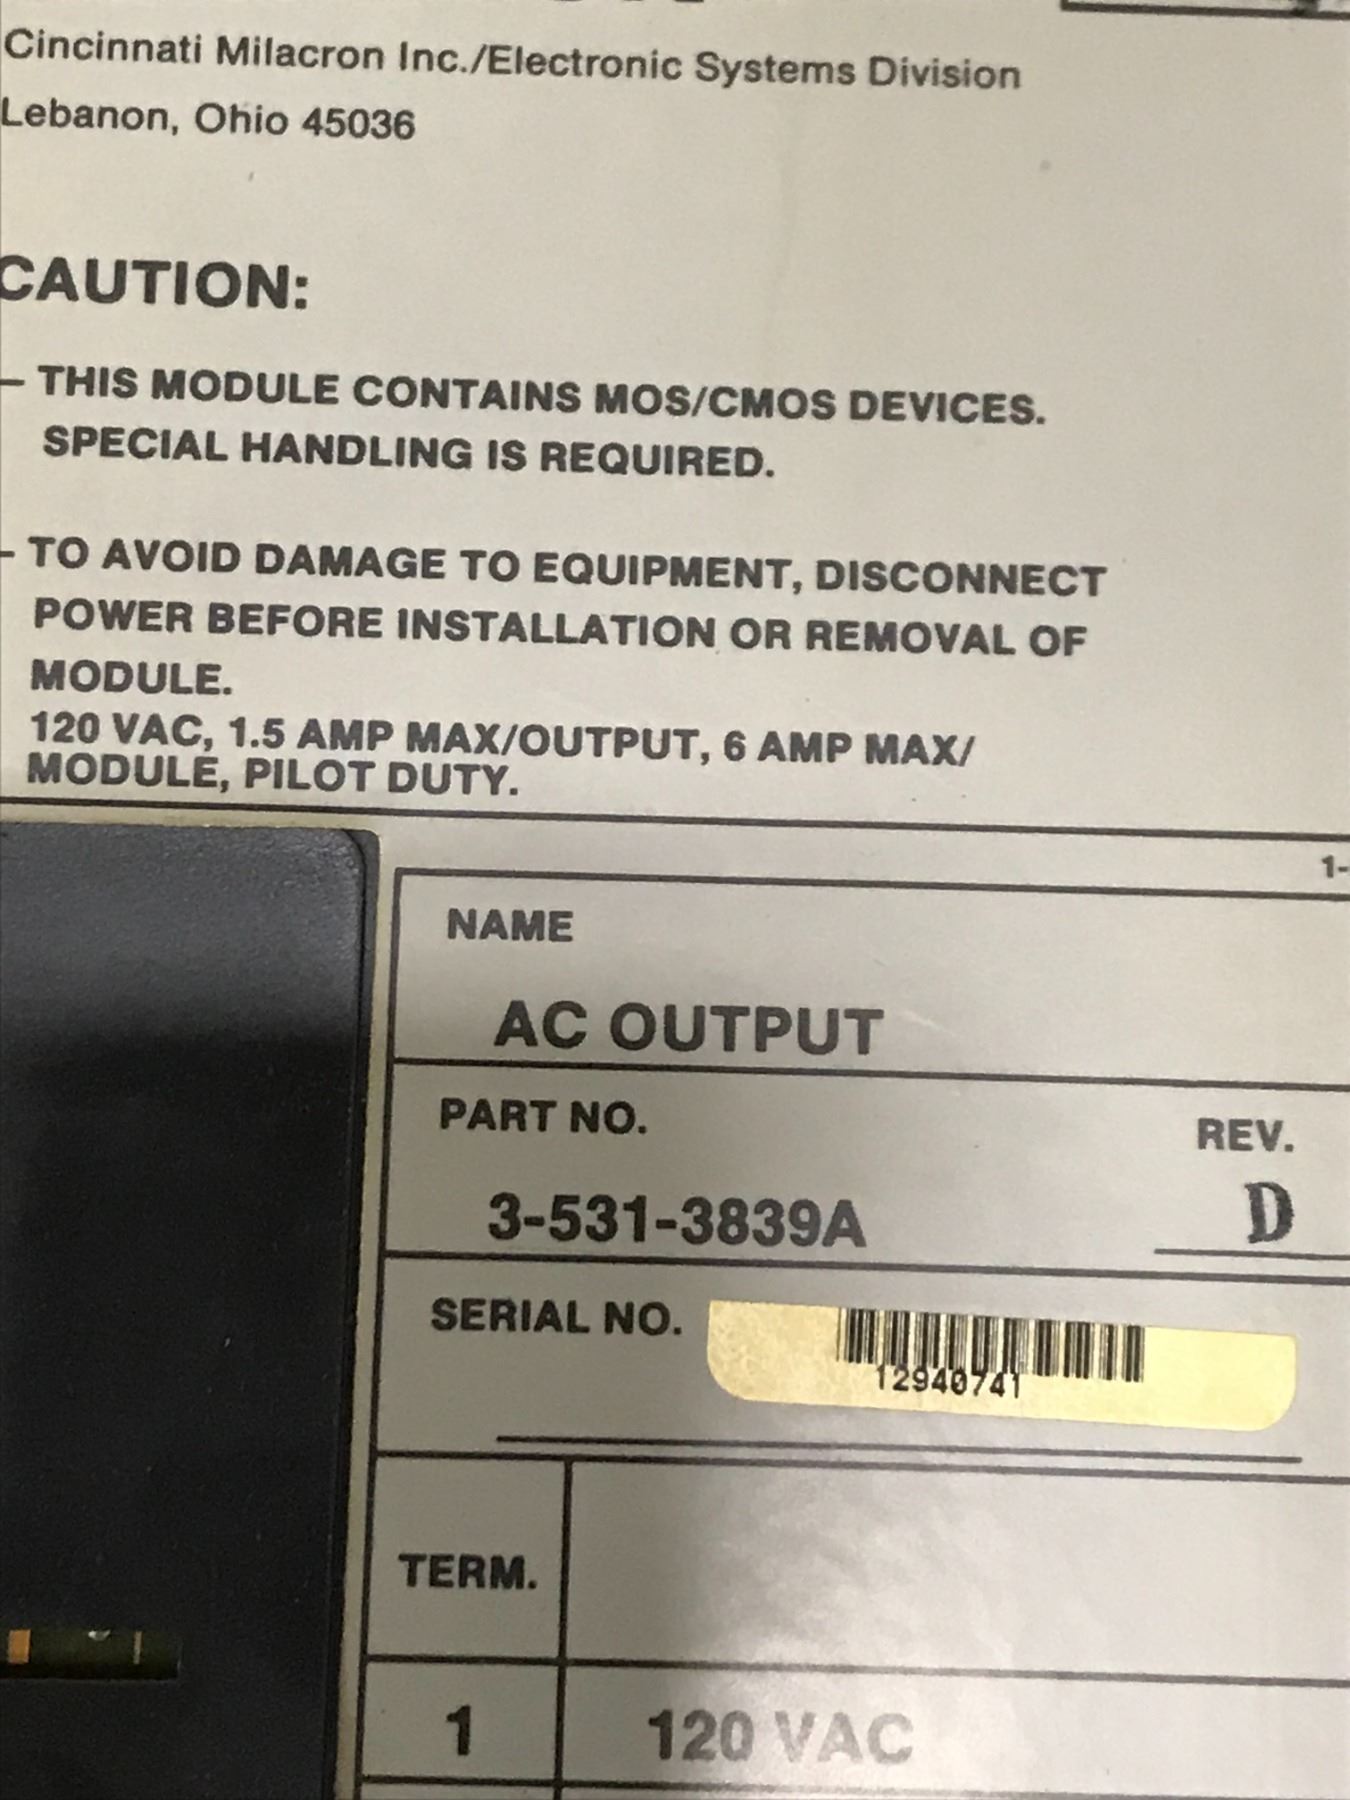 Cincinnati Milacron Inc./Electronic Systems Division
Lebanon, Ohio 45036
CAUTION:
– THIS MODULE CONTAINS MOS/CMOS DEVICES.
SPECIAL HANDLING IS REQUIRED.
– TO AVOID DAMAGE TO EQUIPMENT, DISCONNECT
POWER BEFORE INSTALLATION OR REMOVAL OF
MODULE.
120 VAC, 1.5 AMP MAX/OUTPUT, 6 AMP MAX/
MODULE, PILOT DUTY.
1-
NAME
AC OUTPUT
PART NO. REV.
3-531-3839A D
SERIAL NO.
12940741
TERM.
1 120 VAC